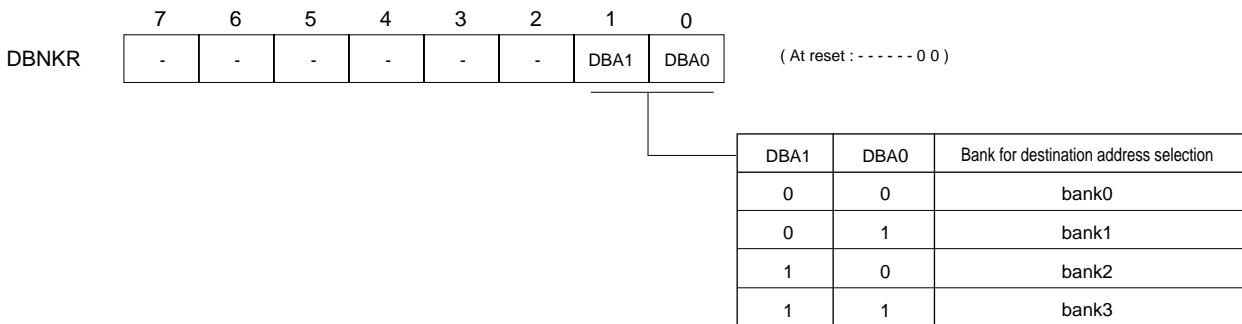 7 6 5 4 3 2 1 0
DBNKR - - - - - - DBA1 DBA0 ( At reset : - - - - - - 0 0 )
DBA1 DBA0 Bank for destination address selection
0 0 bank0
0 1 bank1
1 0 bank2
1 1 bank3